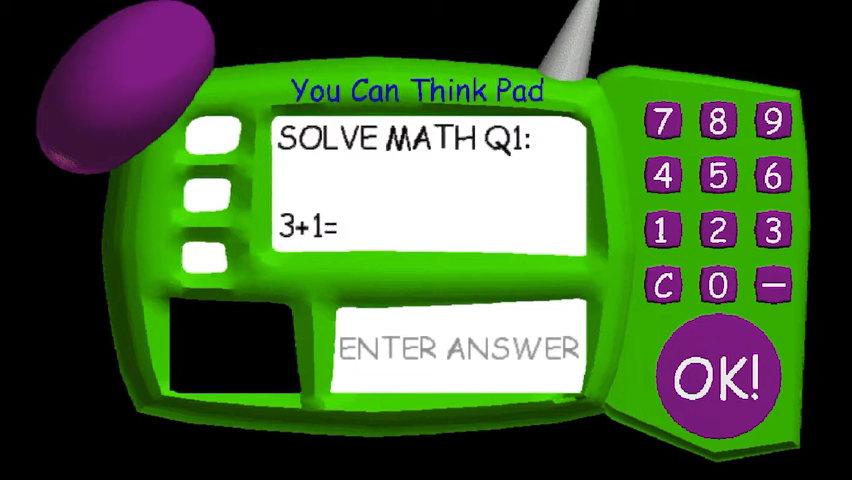 You Can Think Pad
SOLVE MATH Q1:
3+1=
ENTER ANSWER
7 8 9
4 5 6
1 2 3
C 0 −
OK!